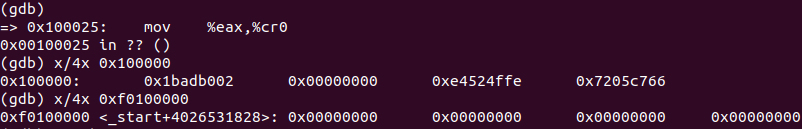 (gdb)
=> 0x100025:    mov    %eax,%cr0
0x00100025 in ?? ()
(gdb) x/4x 0x100000
0x100000:       0x1badb002      0x00000000      0xe4524ffe      0x7205c766
(gdb) x/4x 0xf0100000
0xf0100000 <_start+4026531828>: 0x00000000      0x00000000      0x00000000      0x00000000